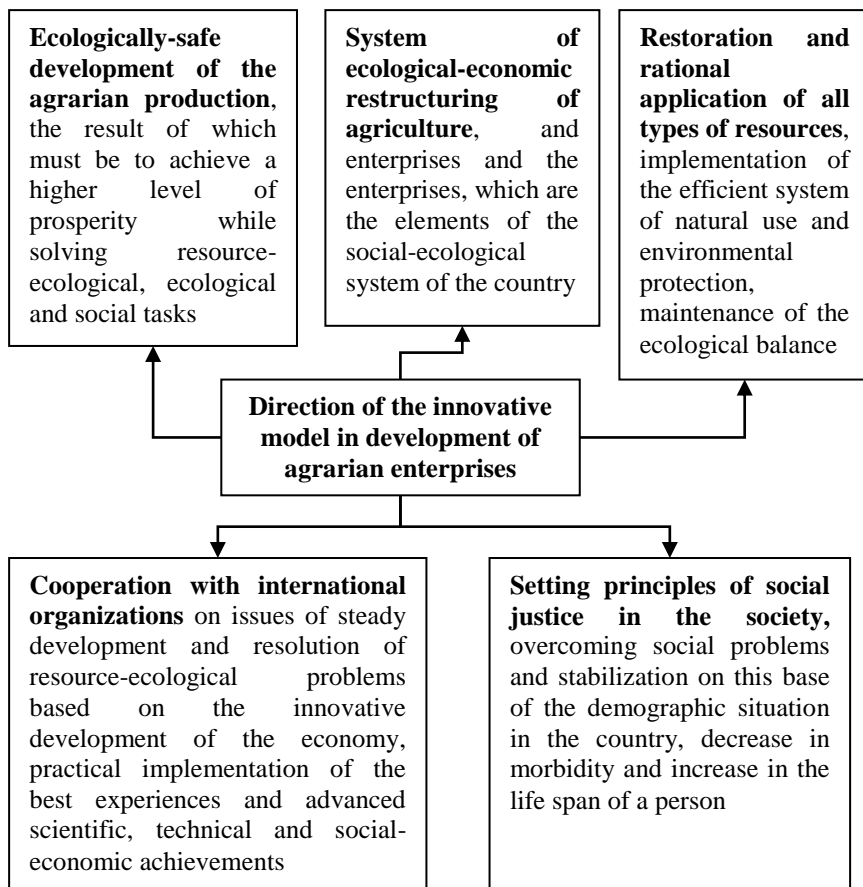 Ecologically-safe
development of the
agrarian production,
the result of which
must be to achieve a
higher level of
prosperity while
solving resource-
ecological, ecological
and social tasks
System of
ecological-economic
restructuring of
agriculture, and
enterprises and the
enterprises, which are
the elements of the
social-ecological
system of the country
Restoration and
rational
application of all
types of resources,
implementation of
the efficient system
of natural use and
environmental
protection,
maintenance of the
ecological balance
Direction of the innovative
model in development of
agrarian enterprises
Cooperation with international
organizations on issues of steady
development and resolution of
resource-ecological problems
based on the innovative
development of the economy,
practical implementation of the
best experiences and advanced
scientific, technical and social-
economic achievements
Setting principles of social
justice in the society,
overcoming social problems
and stabilization on this base
of the demographic situation
in the country, decrease in
morbidity and increase in the
life span of a person